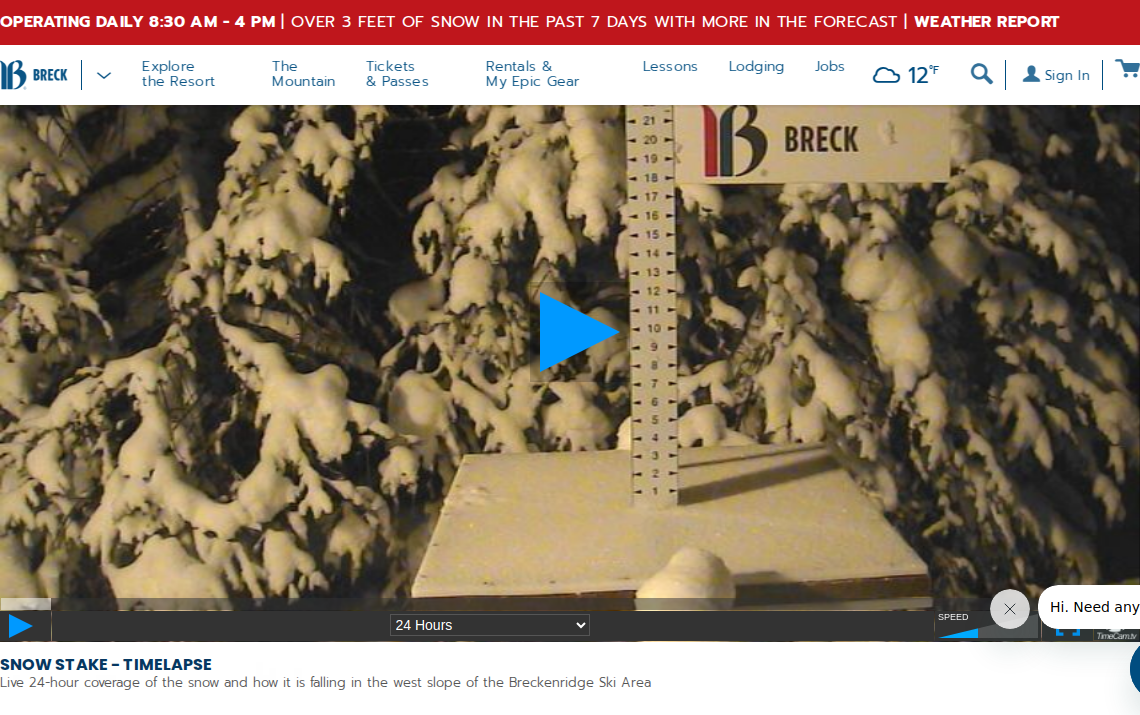 OPERATING DAILY 8:30 AM - 4 PM | OVER 3 FEET OF SNOW IN THE PAST 7 DAYS WITH MORE IN THE FORECAST | WEATHER REPORT
B BRECK
Explore
the Resort
The
Mountain
Tickets
& Passes
Rentals &
My Epic Gear
Lessons
Lodging
Jobs
12°F
Sign In
B BRECK
21
20
19
18
17
16
15
14
13
12
11
10
9
8
7
6
5
4
3
2
1
24 Hours
SPEED
Hi. Need any
TimeCam.tv
SNOW STAKE - TIMELAPSE
Live 24-hour coverage of the snow and how it is falling in the west slope of the Breckenridge Ski Area